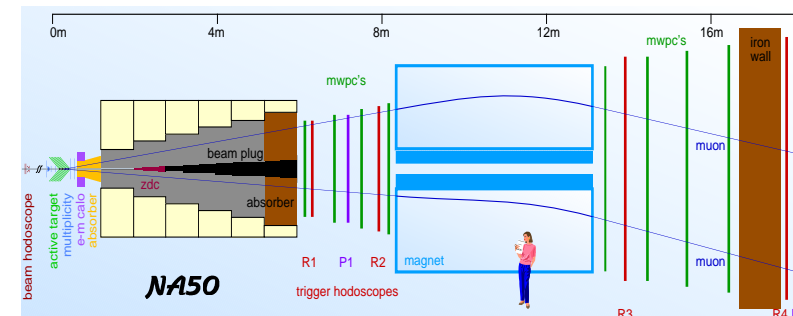 0m 4m 8m 12m 16m
mwpc's
mwpc's
iron
wall
beam plug
zdc
absorber
muon
muon
beam hodoscope
active target
multiplicity
e-m calo
absorber
R1 P1 R2
magnet
NA50
trigger hodoscopes
R3
R4